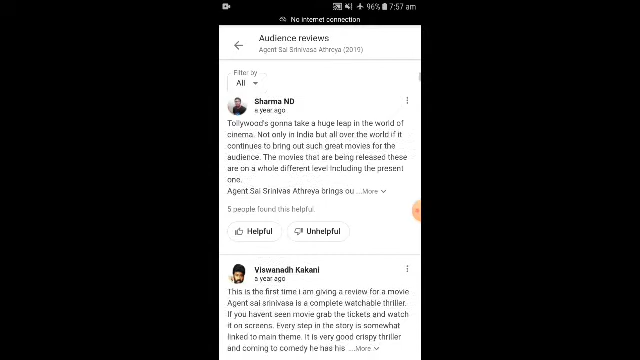 96% 7:57 am
No internet connection
Audience reviews
Agent Sai Srinivasa Athreya (2019)
Filter by
All
Sharma ND
a year ago
Tollywood's gonna take a huge leap in the world of
cinema. Not only in India but all over the world if it
continues to bring out such great movies for the
audience. The movies that are being released these
are on a whole different level Including the present
one.
Agent Sai Srinivas Athreya brings ou ...More
5 people found this helpful.
Helpful Unhelpful
Viswanadh Kakani
a year ago
This is the first time i am giving a review for a movie
Agent sai srinivasa is a complete watchable thriller.
If you havent seen movie grab the tickets and watch
it on screens. Every step in the story is somewhat
linked to main theme. It is very good crispy thriller
and coming to comedy he has his ...More